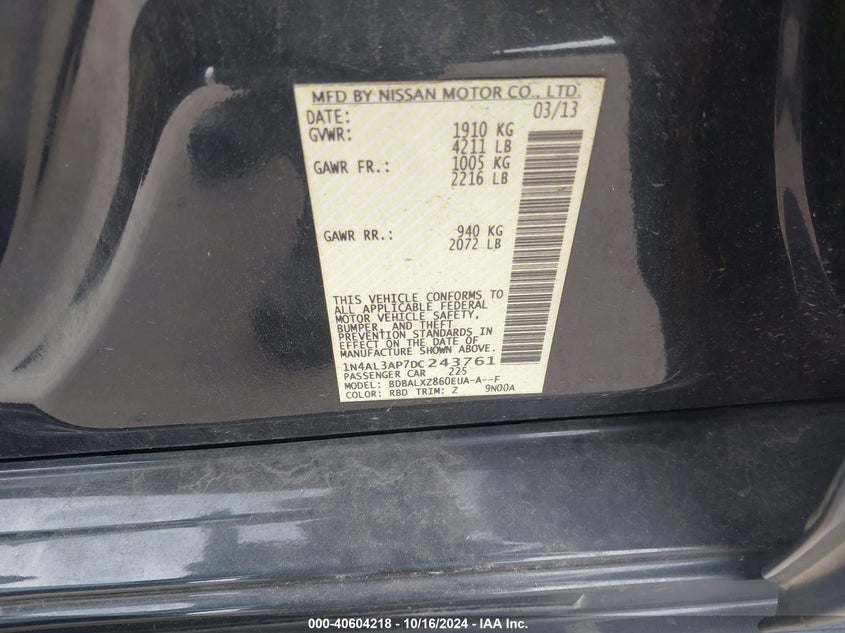 MFD BY NISSAN MOTOR CO., LTD.
DATE: 03/13
GVWR: 1910 KG
4211 LB
GAWR FR.: 1005 KG
2216 LB
GAWR RR.: 940 KG
2072 LB
THIS VEHICLE CONFORMS TO
ALL APPLICABLE FEDERAL
MOTOR VEHICLE SAFETY,
BUMPER, AND THEFT
PREVENTION STANDARDS IN
EFFECT ON THE DATE OF
MANUFACTURE SHOWN ABOVE.
1N4AL3AP7DC243761
PASSENGER CAR 225
MODEL: BDBALXZ860EUA-A--F
COLOR: RBD TRIM: Z 9N00A
000-40604218 - 10/16/2024 - IAA Inc.